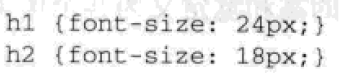 h1 {font-size: 24px;}
h2 {font-size: 18px;}